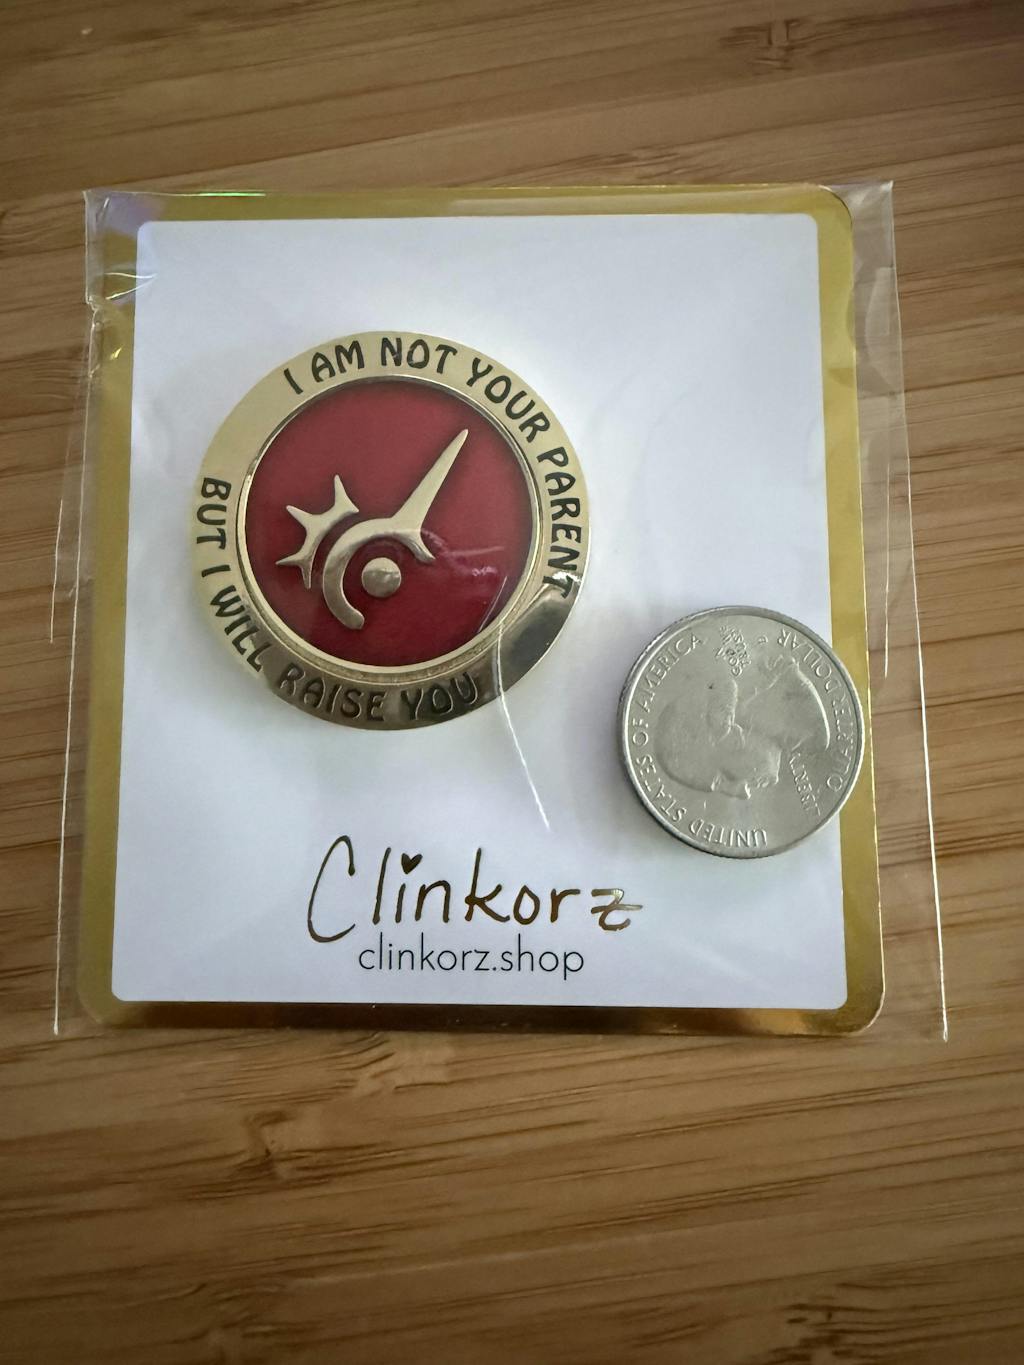 I AM NOT YOUR PARENT
BUT I WILL RAISE YOU
UNITED STATES OF AMERICA
LIBERTY
QUARTER DOLLAR
Clinkorz
clinkorz.shop